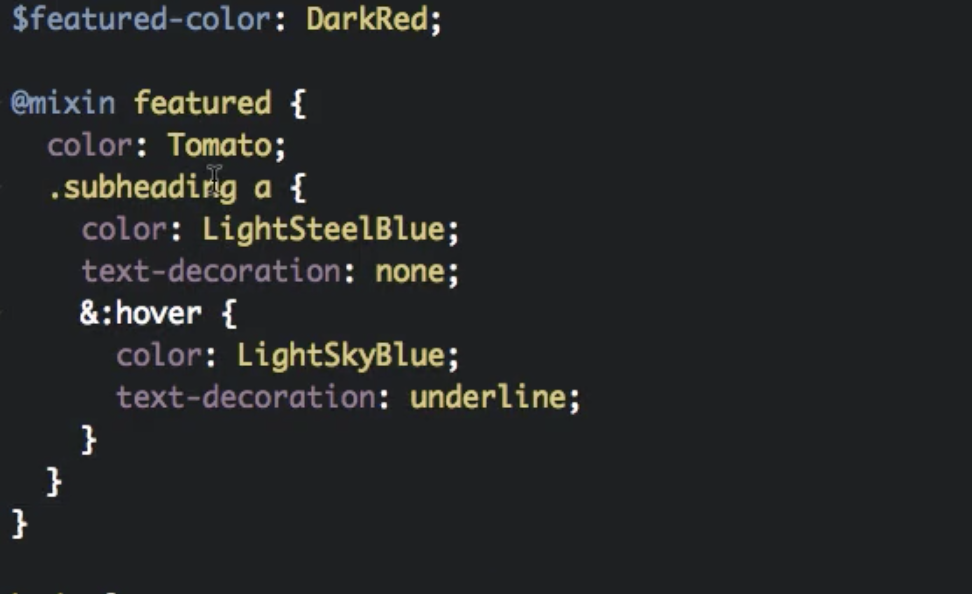 $featured-color: DarkRed;
@mixin featured {
color: Tomato;
.subheading a {
color: LightSteelBlue;
text-decoration: none;
&:hover {
color: LightSkyBlue;
text-decoration: underline;
}
}
}